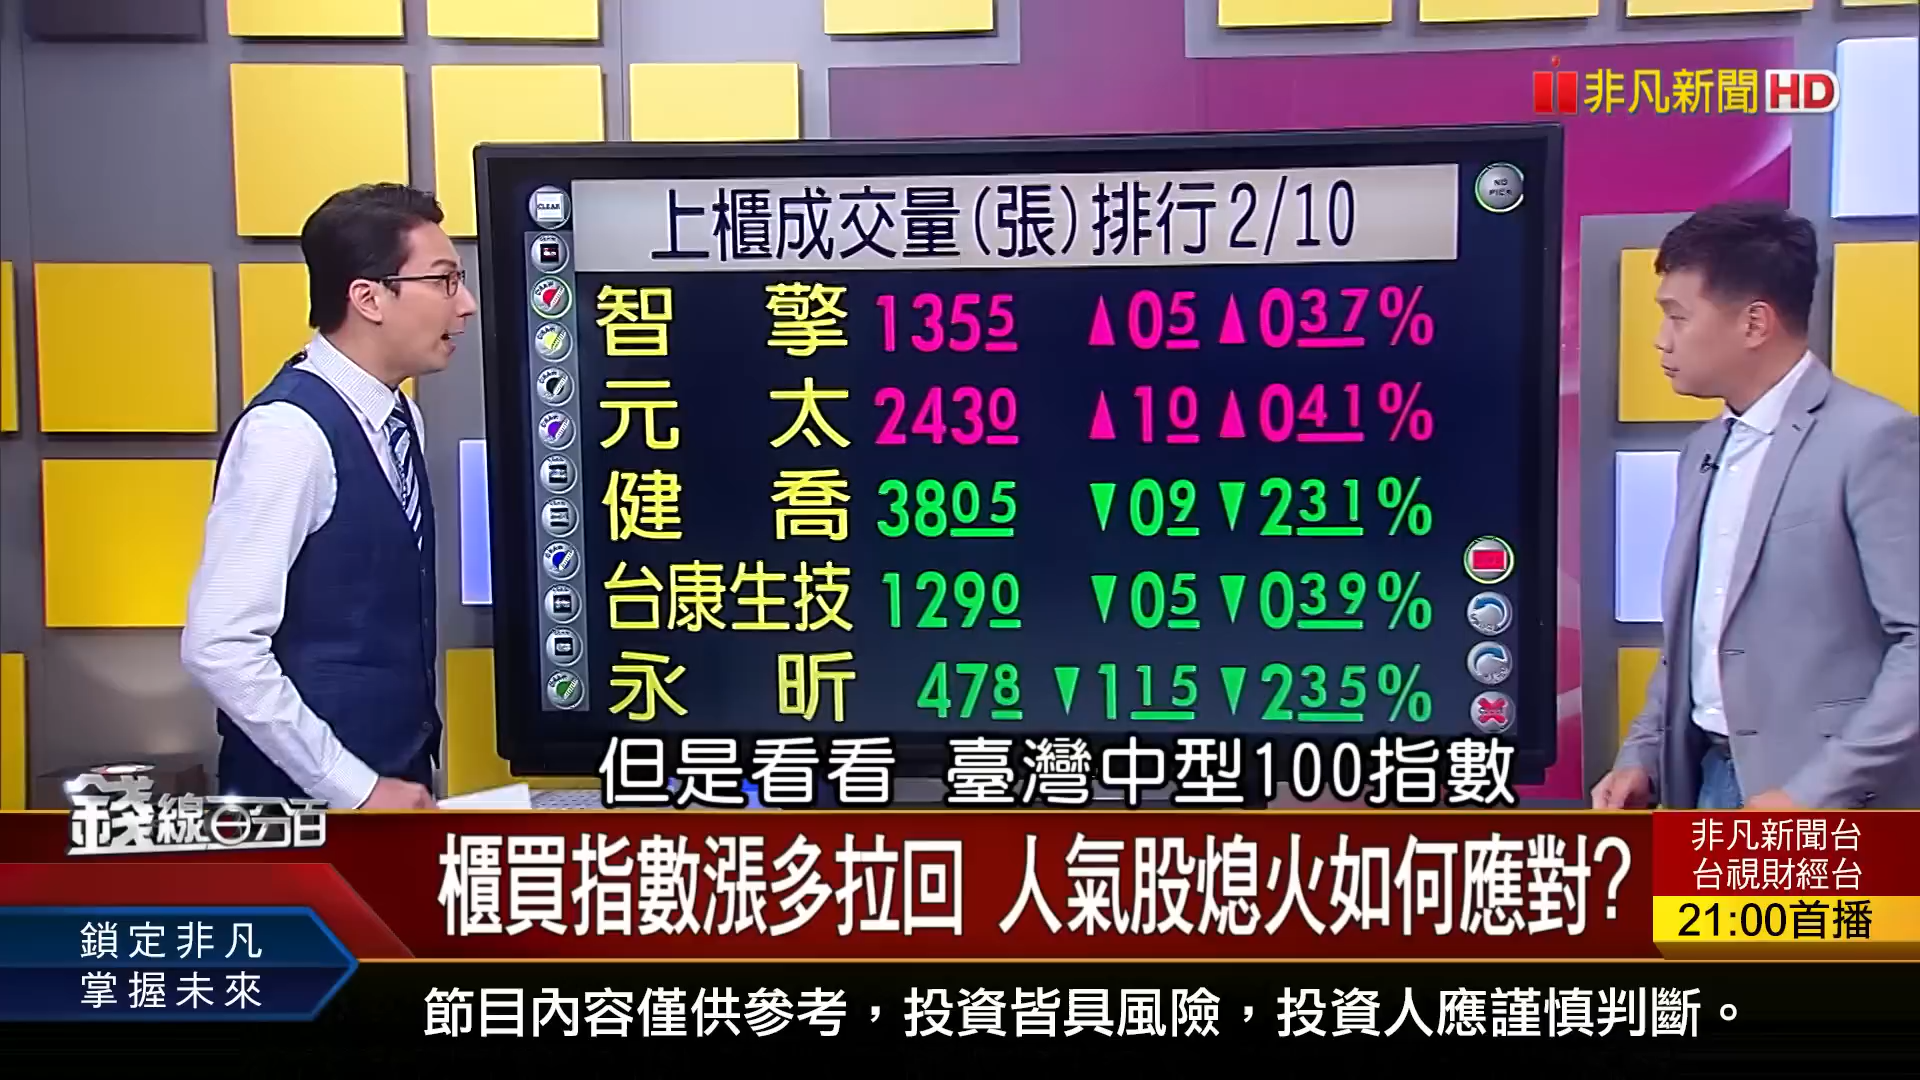 非凡新聞HD
CLEAR
NO PICK
上櫃成交量(張)排行2/10
智擎 1355 ▲05 ▲037%
元太 2430 ▲10 ▲041%
健喬 3805 ▼09 ▼231%
台康生技 1290 ▼05 ▼039%
永昕 478 ▼115 ▼235%
但是看看 臺灣中型100指數
錢線百分百
櫃買指數漲多拉回 人氣股熄火如何應對?
非凡新聞台
台視財經台
21:00首播
鎖定非凡
掌握未來
節目內容僅供參考，投資皆具風險，投資人應謹慎判斷。